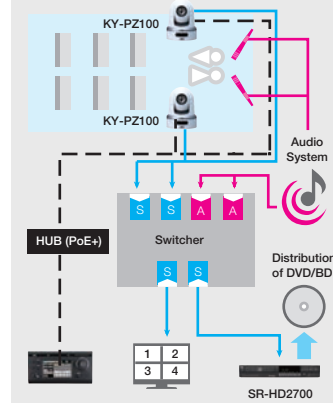 KY-PZ100
KY-PZ100
Audio
System
S
S
A
A
HUB (PoE+)
Switcher
S
S
Distribution
of DVD/BD
1 2
3 4
SR-HD2700